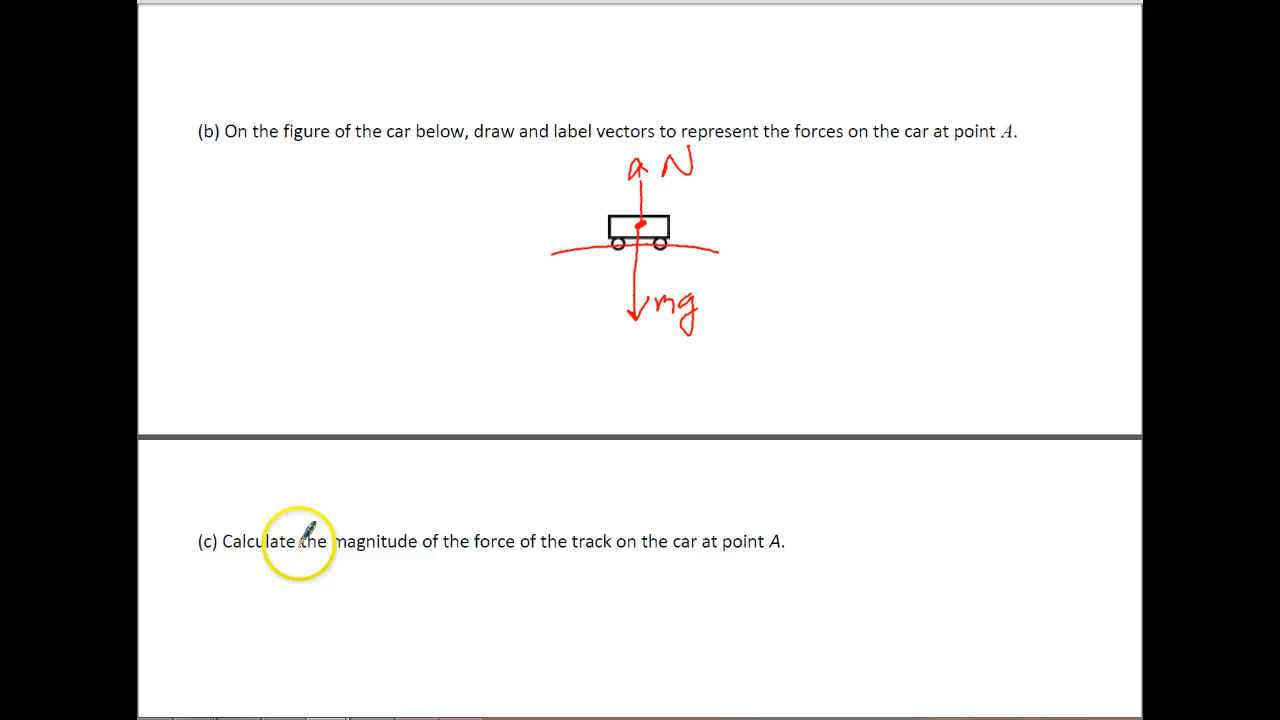 (b) On the figure of the car below, draw and label vectors to represent the forces on the car at point A.
N
mg
(c) Calculate the magnitude of the force of the track on the car at point A.